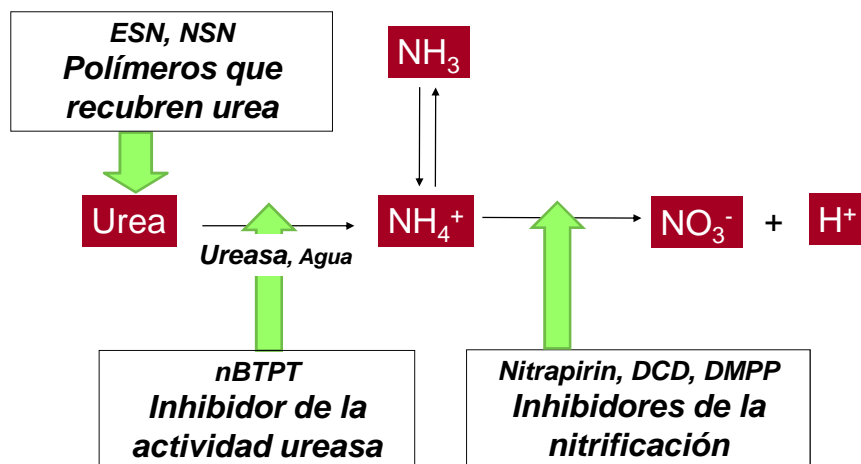 ESN, NSN
Polímeros que
recubren urea
NH₃
Urea
Ureasa, Agua
NH₄⁺
NO₃⁻ + H⁺
nBTPT
Inhibidor de la
actividad ureasa
Nitrapirin, DCD, DMPP
Inhibidores de la
nitrificación